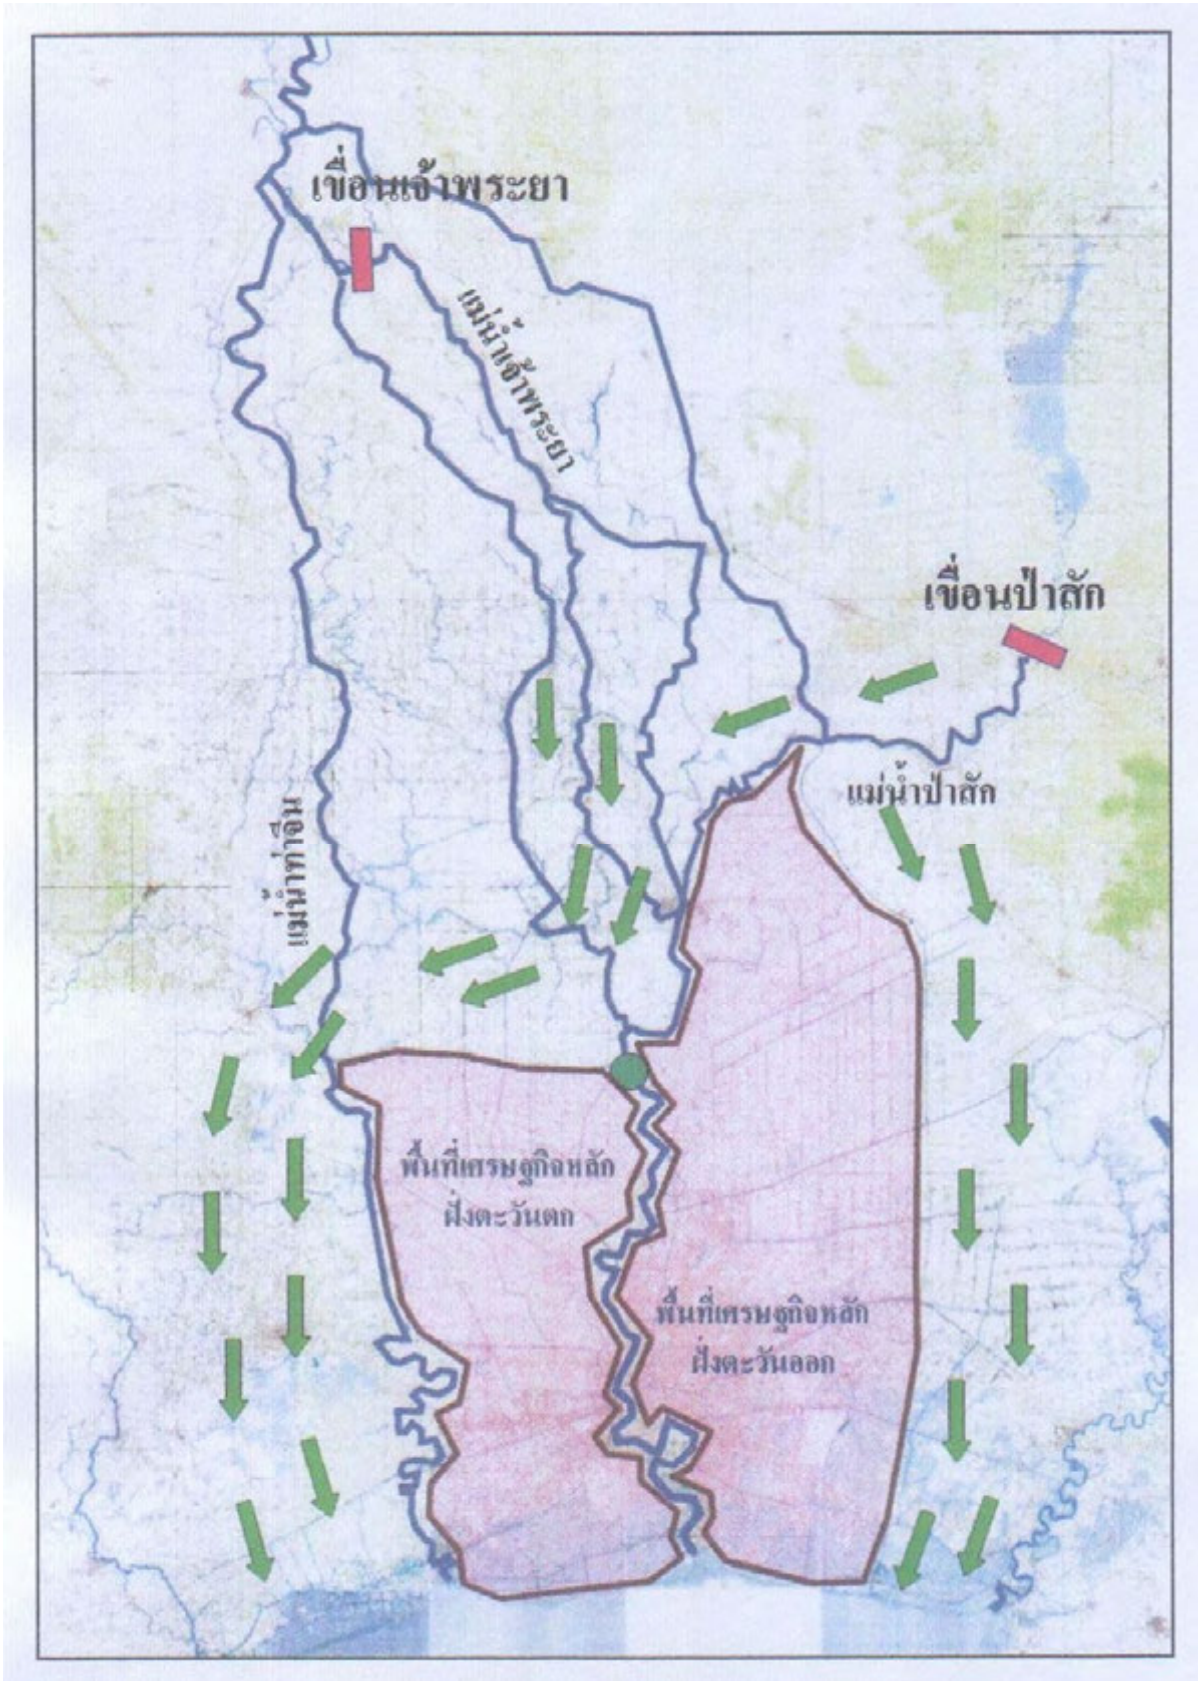 เขื่อนเจ้าพระยา
แม่น้ำเจ้าพระยา
เขื่อนป่าสัก
แม่น้ำป่าสัก
แม่น้ำท่าจีน
พื้นที่เศรษฐกิจหลัก
ฝั่งตะวันตก
พื้นที่เศรษฐกิจหลัก
ฝั่งตะวันออก